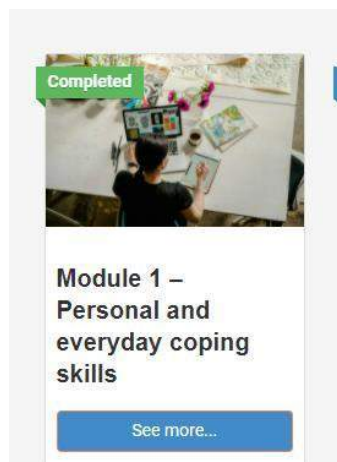 Completed
Module 1 –
Personal and
everyday coping
skills
See more...